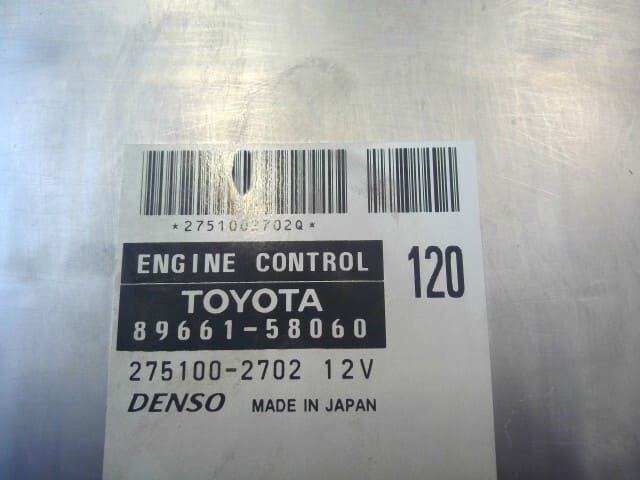 *2751002702Q*
ENGINE CONTROL
120
TOYOTA
89661-58060
275100-2702 12V
DENSO MADE IN JAPAN